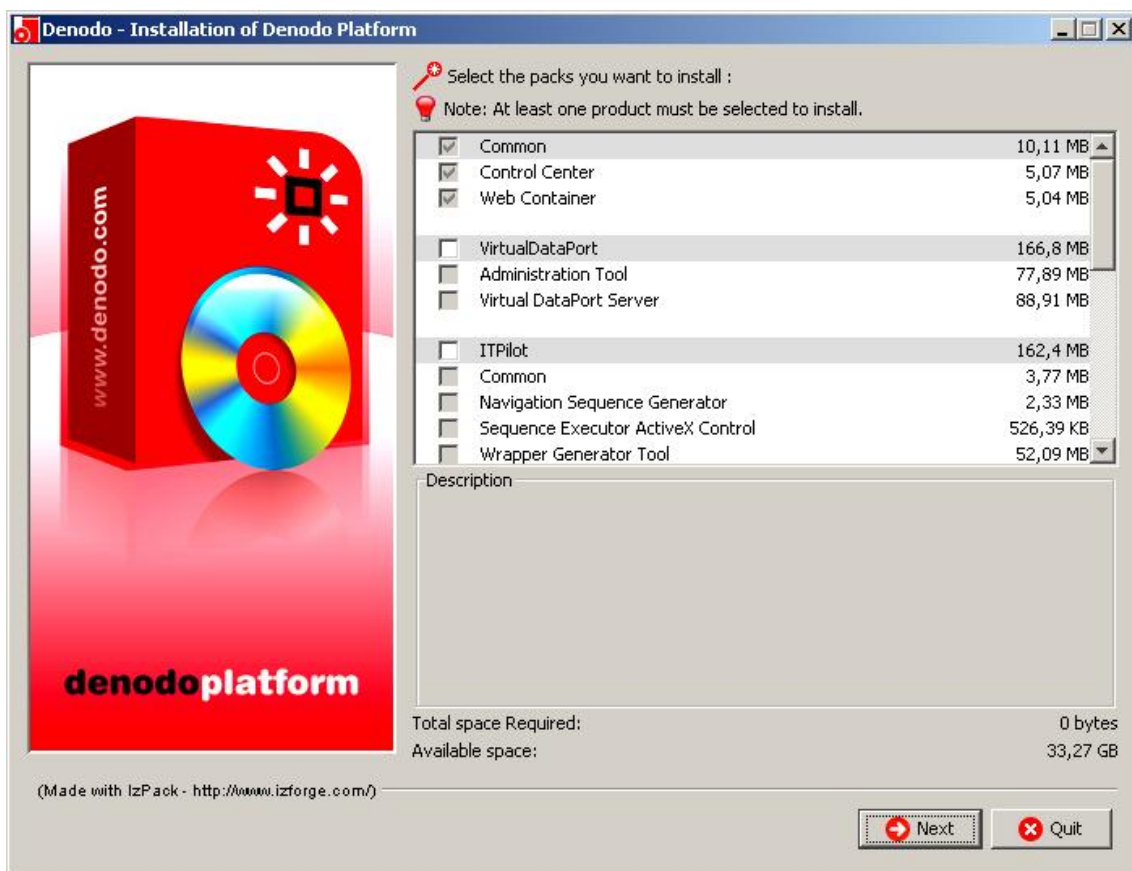 Denodo - Installation of Denodo Platform
www.denodo.com
denodoplatform
Select the packs you want to install :
Note: At least one product must be selected to install.
Common 10,11 MB
Control Center 5,07 MB
Web Container 5,04 MB
VirtualDataPort 166,8 MB
Administration Tool 77,89 MB
Virtual DataPort Server 88,91 MB
ITPilot 162,4 MB
Common 3,77 MB
Navigation Sequence Generator 2,33 MB
Sequence Executor ActiveX Control 526,39 KB
Wrapper Generator Tool 52,09 MB
Description
Total space Required: 0 bytes
Available space: 33,27 GB
(Made with IzPack - http://www.izforge.com/)
Next Quit